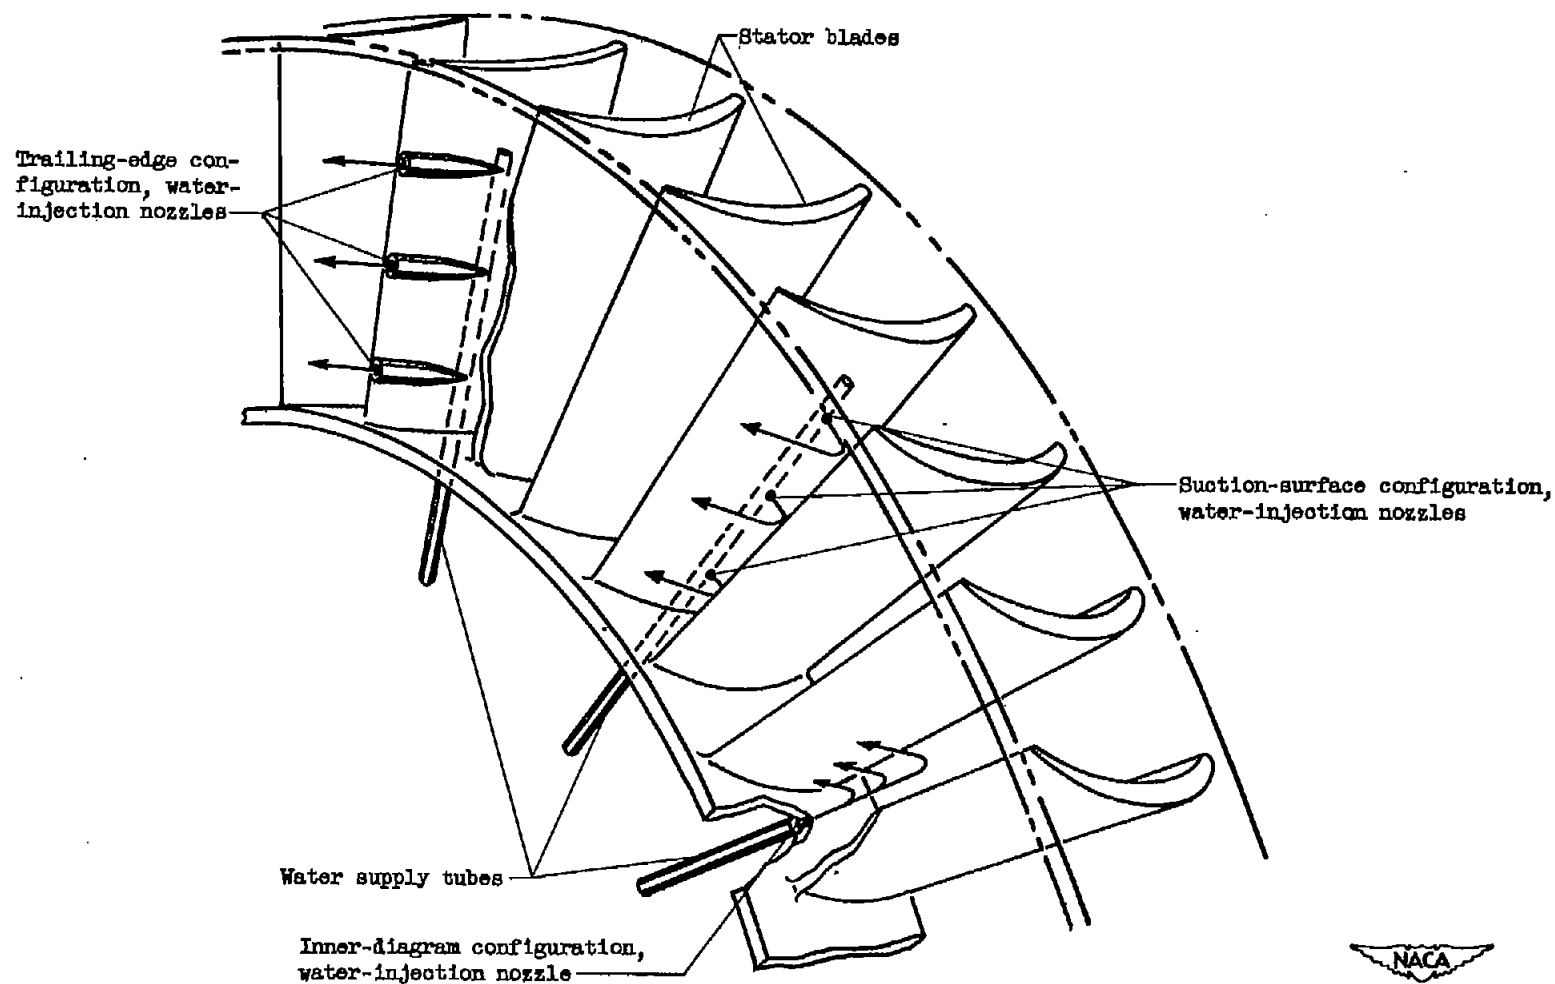 Stator blades
Trailing-edge con-
figuration, water-
injection nozzles
Suction-surface configuration,
water-injection nozzles
Water supply tubes
Inner-diagram configuration,
water-injection nozzle
NACA